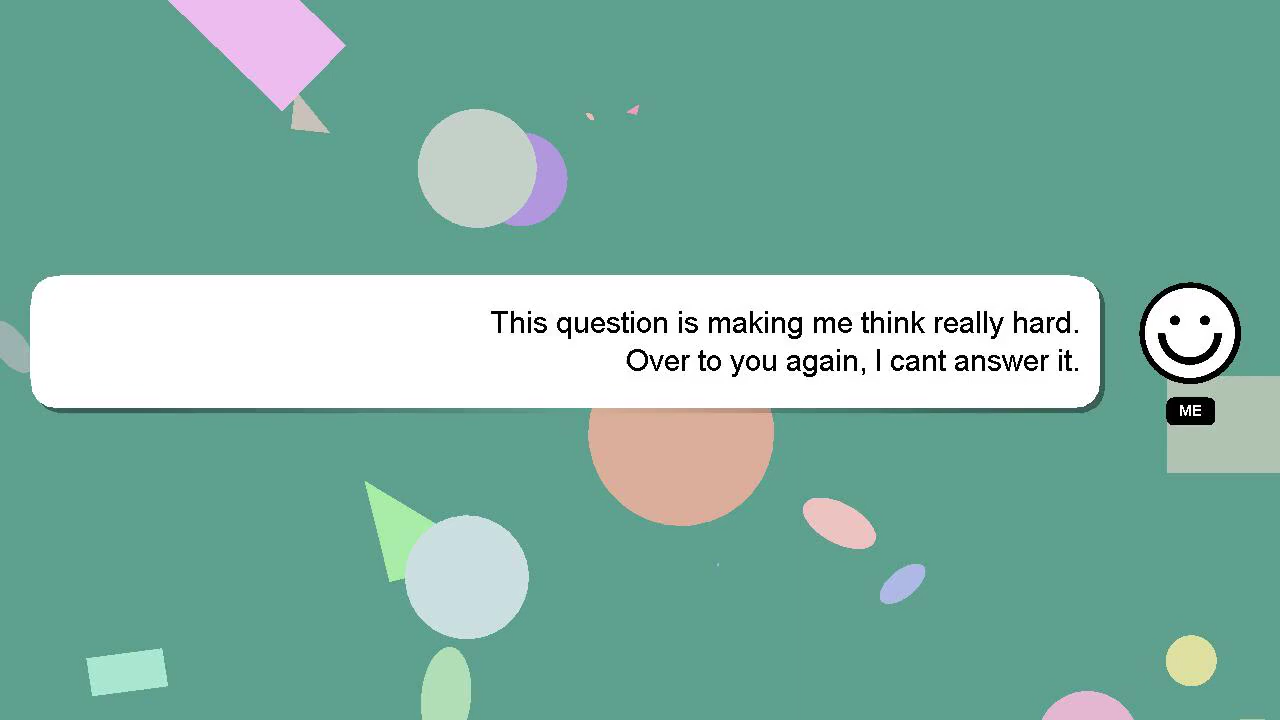 This question is making me think really hard.
Over to you again, I cant answer it.
ME